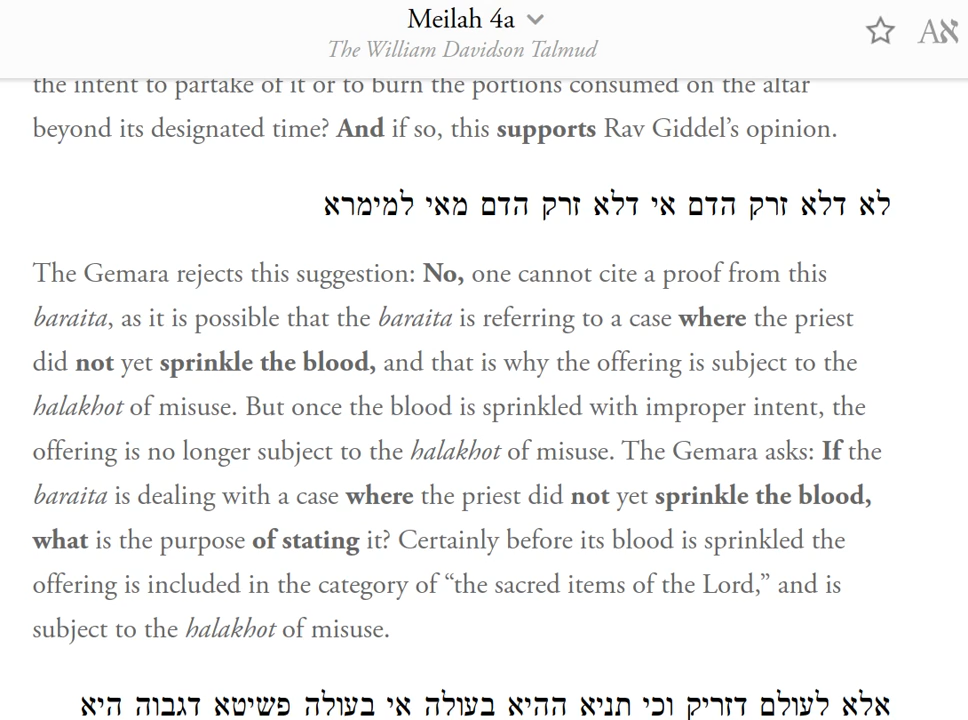 Meilah 4a
The William Davidson Talmud
Aא
the intent to partake of it or to burn the portions consumed on the altar
beyond its designated time? And if so, this supports Rav Giddel’s opinion.
לא דלא זרק הדם אי דלא זרק הדם מאי למימרא
The Gemara rejects this suggestion: No, one cannot cite a proof from this
baraita, as it is possible that the baraita is referring to a case where the priest
did not yet sprinkle the blood, and that is why the offering is subject to the
halakhot of misuse. But once the blood is sprinkled with improper intent, the
offering is no longer subject to the halakhot of misuse. The Gemara asks: If the
baraita is dealing with a case where the priest did not yet sprinkle the blood,
what is the purpose of stating it? Certainly before its blood is sprinkled the
offering is included in the category of “the sacred items of the Lord,” and is
subject to the halakhot of misuse.
אלא לעולם דזריק וכי תניא ההיא בעולה אי בעולה פשיטא דגבוה היא